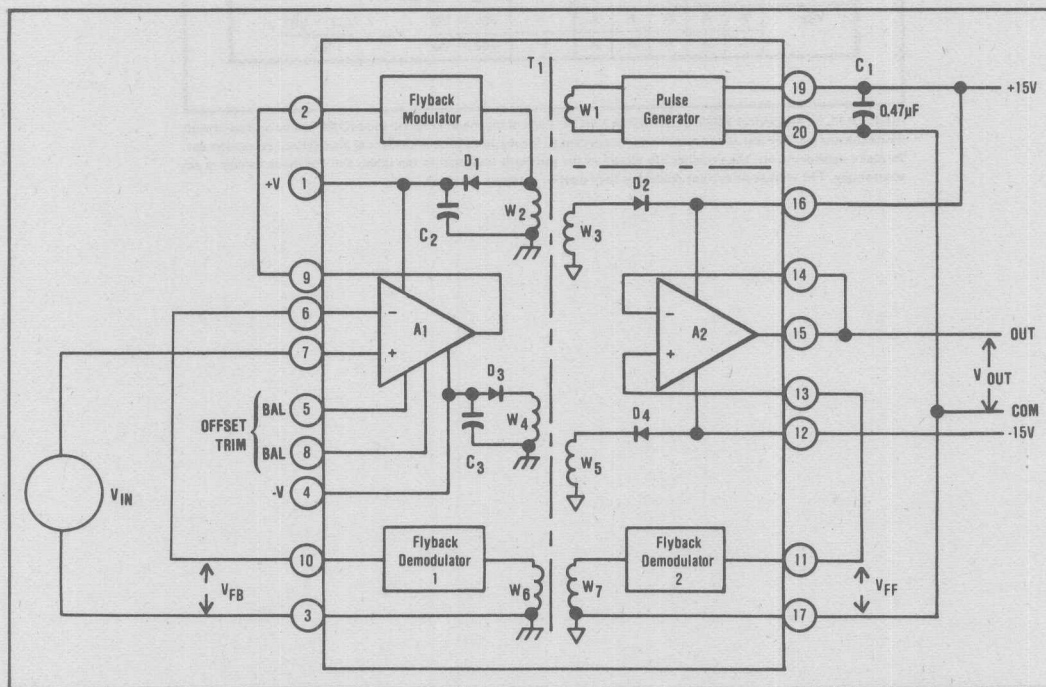 T1
C1
2
Flyback
Modulator
W1
Pulse
Generator
19
+15V
0.47µF
20
D1
D2
+V
1
16
C2
W2
W3
9
14
6
−
A1
−
A2
15
OUT
7
+
+
V OUT
D3
13
OFFSET
TRIM
BAL
5
W4
D4
COM
12
-15V
BAL
8
C3
W5
-V
4
VIN
10
Flyback
Demodulator
1
W6
W7
Flyback
Demodulator
2
11
VFB
VFF
3
17